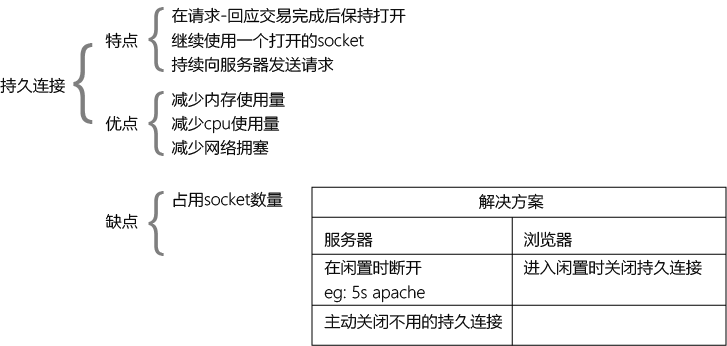 持久连接
特点
在请求-回应交易完成后保持打开
继续使用一个打开的socket
持续向服务器发送请求
优点
减少内存使用量
减少cpu使用量
减少网络拥塞
缺点
占用socket数量
解决方案
服务器
浏览器
在闲置时断开
eg: 5s apache
进入闲置时关闭持久连接
主动关闭不用的持久连接